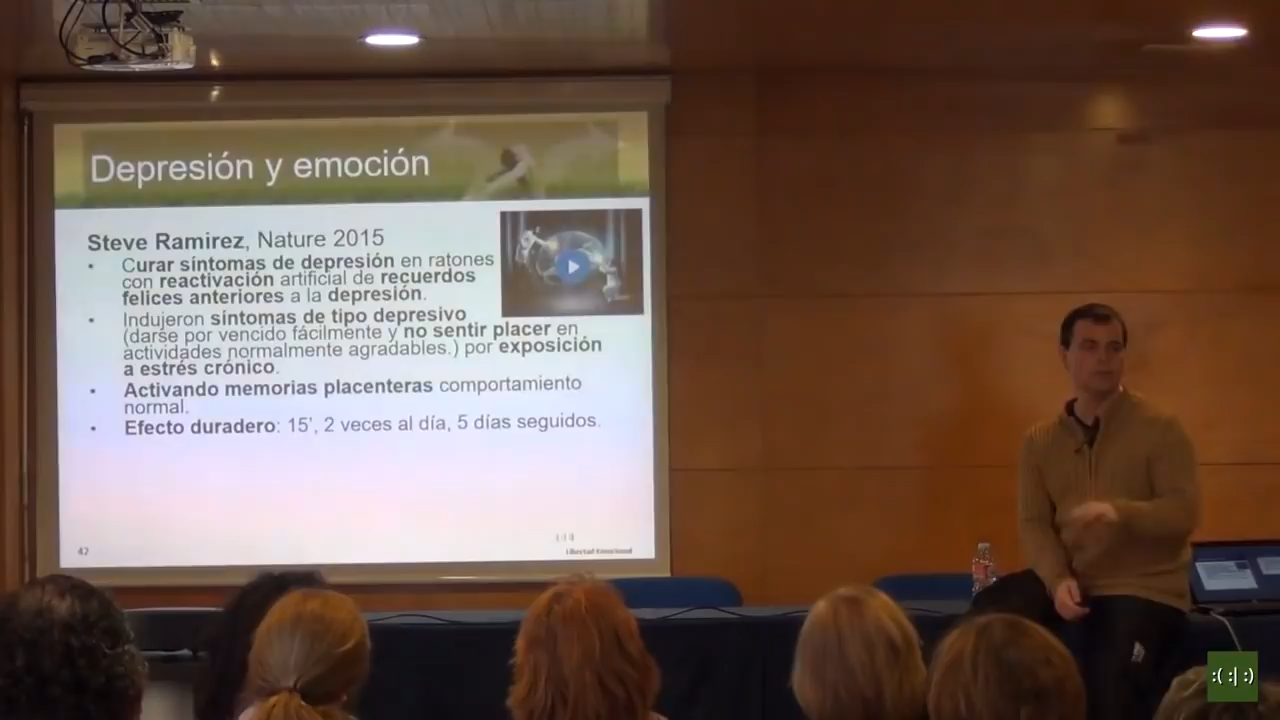 Depresión y emoción
Steve Ramirez, Nature 2015
• Curar síntomas de depresión en ratones
con reactivación artificial de recuerdos
felices anteriores a la depresión.
• Indujeron síntomas de tipo depresivo
(darse por vencido fácilmente y no sentir placer en
actividades normalmente agradables.) por exposición
a estrés crónico.
• Activando memorias placenteras comportamiento
normal.
• Efecto duradero: 15', 2 veces al día, 5 días seguidos.
42
Libertad Emocional
:( :| :)